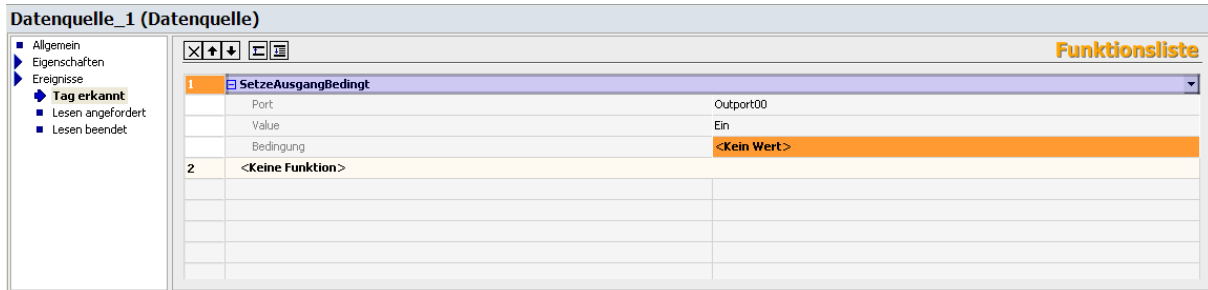 Datenquelle_1 (Datenquelle)
Allgemein
Eigenschaften
Ereignisse
Tag erkannt
Lesen angefordert
Lesen beendet
Funktionsliste
1 SetzeAusgangBedingt
Port Outport00
Value Ein
Bedingung <Kein Wert>
2 <Keine Funktion>